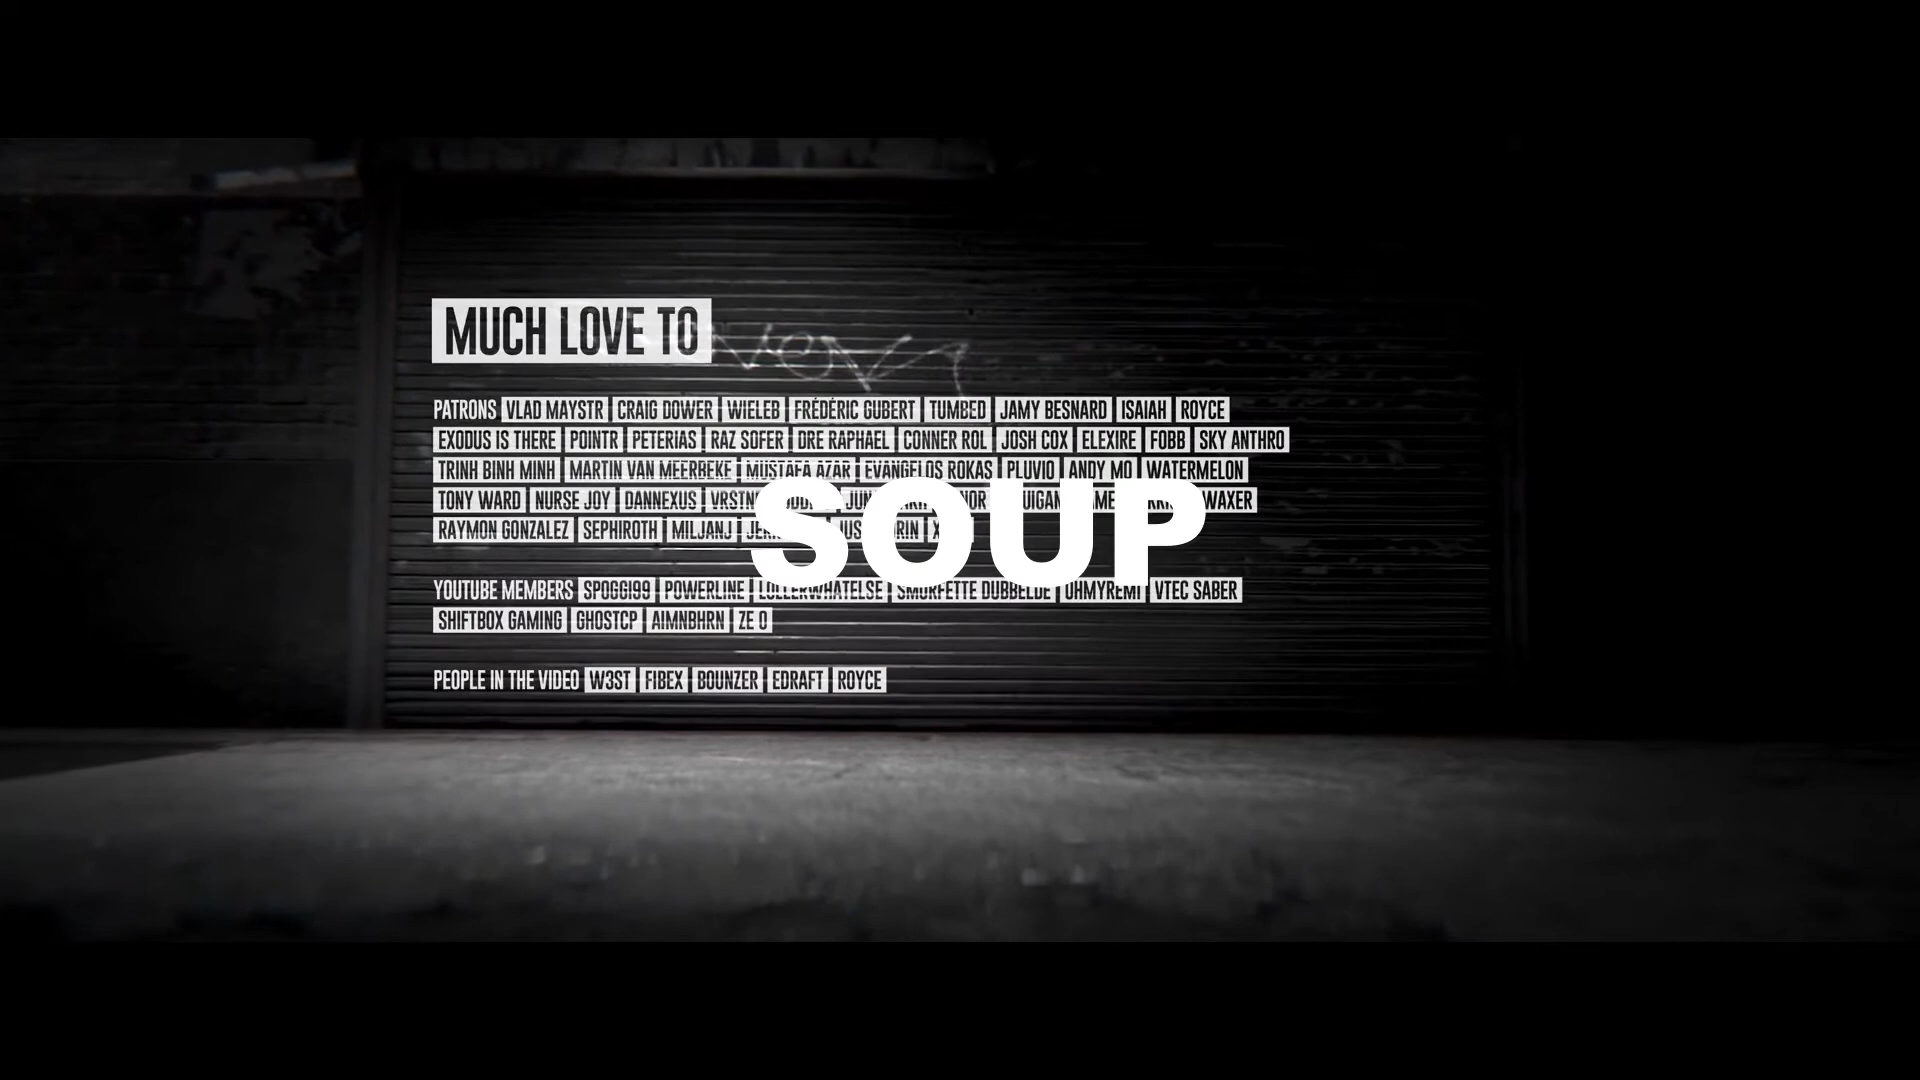 MUCH LOVE TO
PATRONS VLAD MAYSTR CRAIG DOWER WIELEB FRÉDÉRIC GUBERT TUMBED JAMY BESNARD ISAIAH ROYCE
EXODUS IS THERE POINTR PETERIAS RAZ SOFER DRE RAPHAEL CONNER ROL JOSH COX ELEXIRE FOBB SKY ANTHRO
TRINH BINH MINH MARTIN VAN MEERBEKE MUSTAFA AZAR EVANGELOS ROKAS PLUVIO ANDY MO WATERMELON
TONY WARD NURSE JOY DANNEXUS WAXER
SOUP
RAYMON GONZALEZ SEPHIROTH MILJANJ
YOUTUBE MEMBERS SPOGGI99 POWERLINE LOLLERWHATELSE SMURFETTE DUBBELDE OHMYREMI VTEC SABER
SHIFTBOX GAMING GHOSTCP AIMNBHRN ZE O
PEOPLE IN THE VIDEO W3ST FIBEX BOUNZER EDRAFT ROYCE